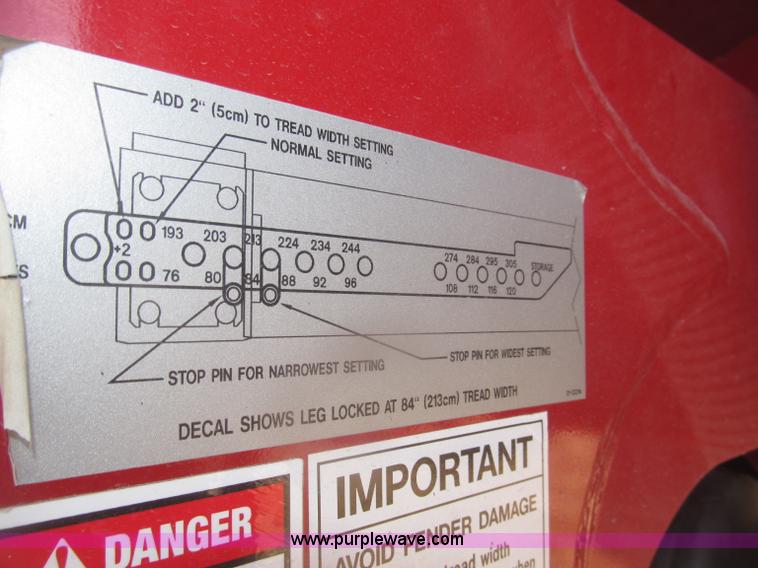 ADD 2" (5cm) TO TREAD WIDTH SETTING
NORMAL SETTING
CM
193 203 213 224 234 244 274 284 295 305
+2
STORAGE
76 80 84 88 92 96 108 112 116 120
STOP PIN FOR WIDEST SETTING
STOP PIN FOR NARROWEST SETTING
DECAL SHOWS LEG LOCKED AT 84" (213cm) TREAD WIDTH
DANGER
IMPORTANT
AVOID FENDER DAMAGE
width
when
www.purplewave.com